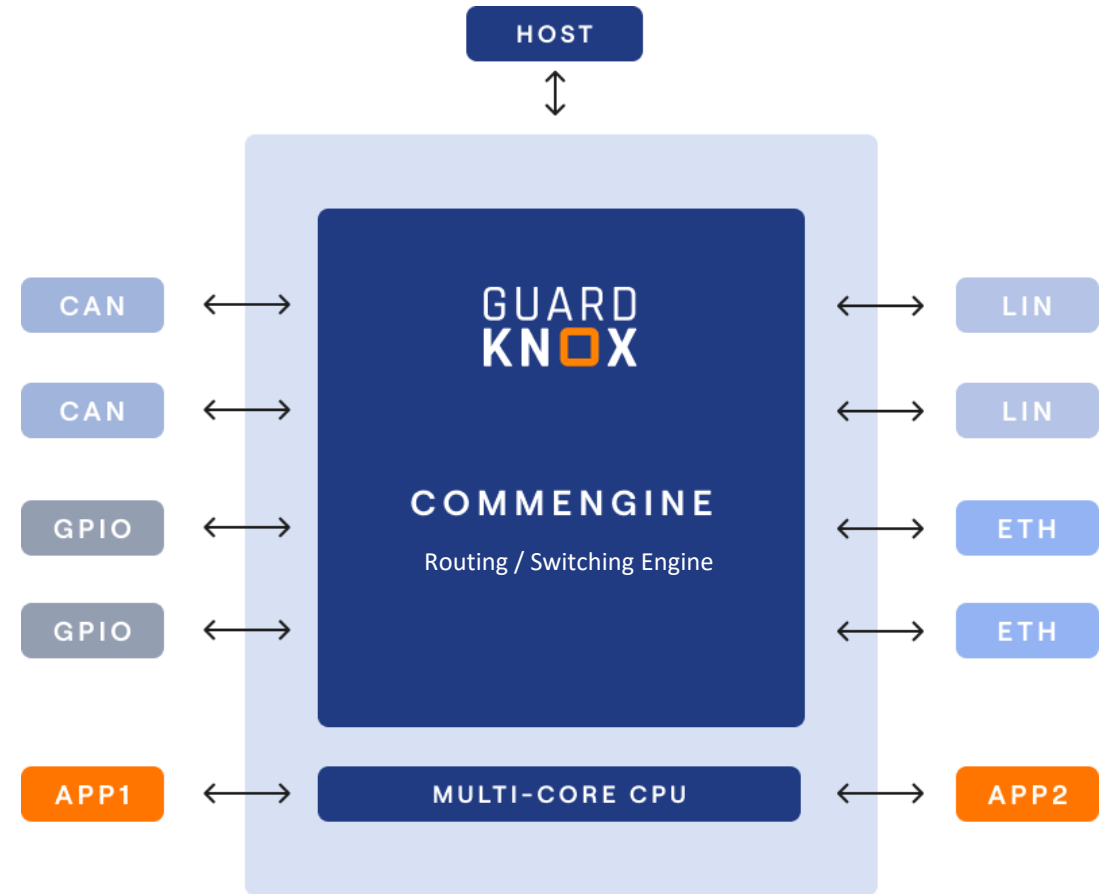 HOST
GUARD
KNOX
CAN
LIN
CAN
LIN
COMMENGINE
GPIO
ETH
Routing / Switching Engine
GPIO
ETH
APP1
MULTI-CORE CPU
APP2